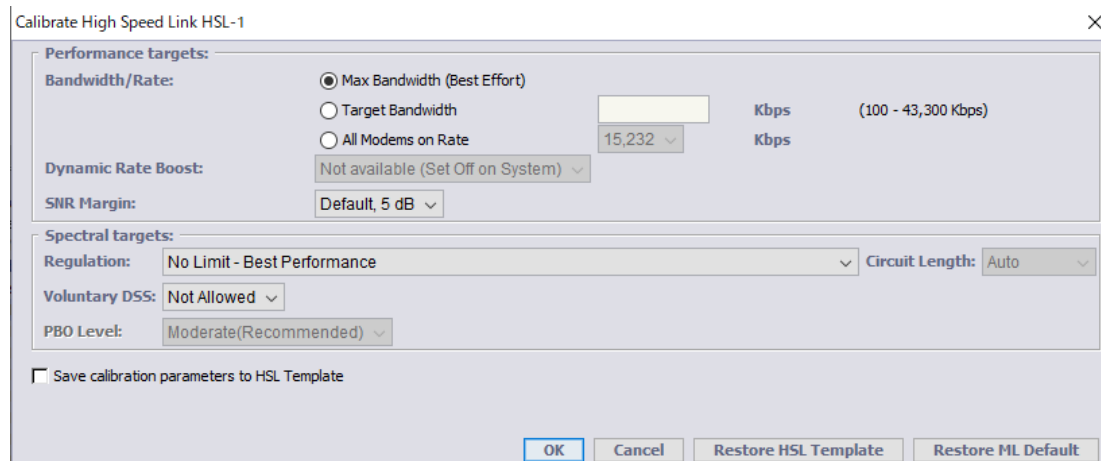 Calibrate High Speed Link HSL-1
Performance targets:
Bandwidth/Rate: Max Bandwidth (Best Effort)
Target Bandwidth Kbps (100 - 43,300 Kbps)
All Modems on Rate 15,232 Kbps
Dynamic Rate Boost: Not available (Set Off on System)
SNR Margin: Default, 5 dB
Spectral targets:
Regulation: No Limit - Best Performance Circuit Length: Auto
Voluntary DSS: Not Allowed
PBO Level: Moderate(Recommended)
Save calibration parameters to HSL Template
OK Cancel Restore HSL Template Restore ML Default